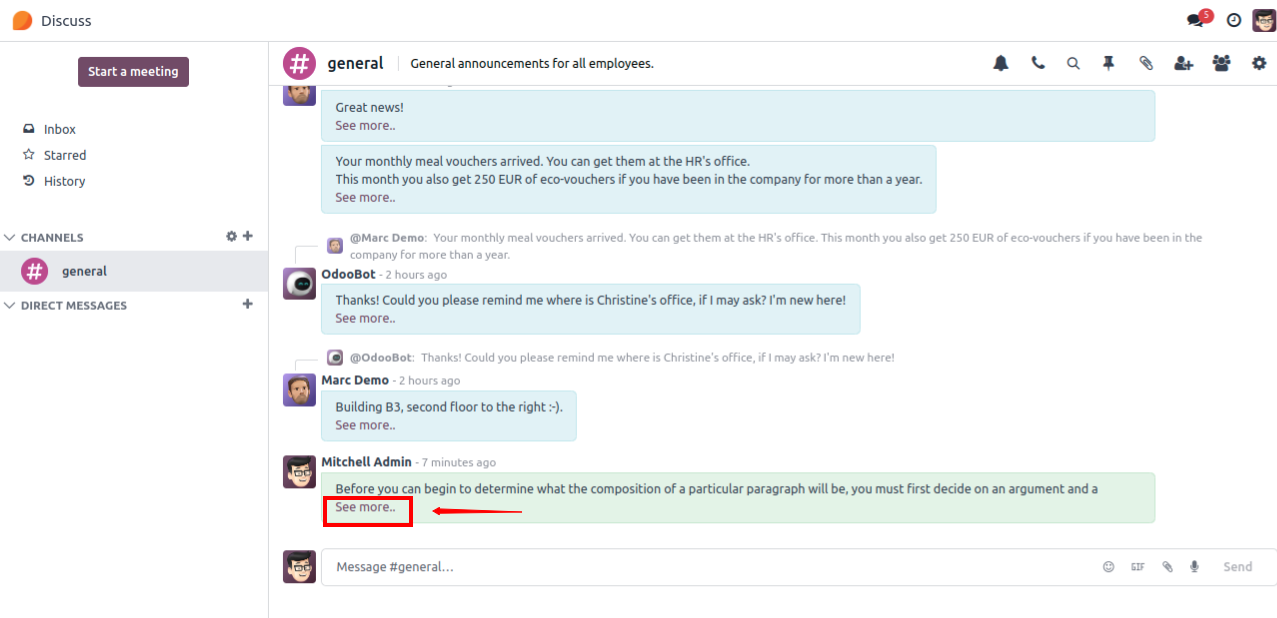 Discuss
5
Start a meeting
general
General announcements for all employees.
Inbox
Starred
History
CHANNELS
general
DIRECT MESSAGES
Great news!
See more..
Your monthly meal vouchers arrived. You can get them at the HR's office.
This month you also get 250 EUR of eco-vouchers if you have been in the company for more than a year.
See more..
@Marc Demo: Your monthly meal vouchers arrived. You can get them at the HR's office. This month you also get 250 EUR of eco-vouchers if you have been in the
company for more than a year.
OdooBot - 2 hours ago
Thanks! Could you please remind me where is Christine's office, if I may ask? I'm new here!
See more..
@OdooBot: Thanks! Could you please remind me where is Christine's office, if I may ask? I'm new here!
Marc Demo - 2 hours ago
Building B3, second floor to the right :-).
See more..
Mitchell Admin - 7 minutes ago
Before you can begin to determine what the composition of a particular paragraph will be, you must first decide on an argument and a
See more..
Message #general...
GIF
Send